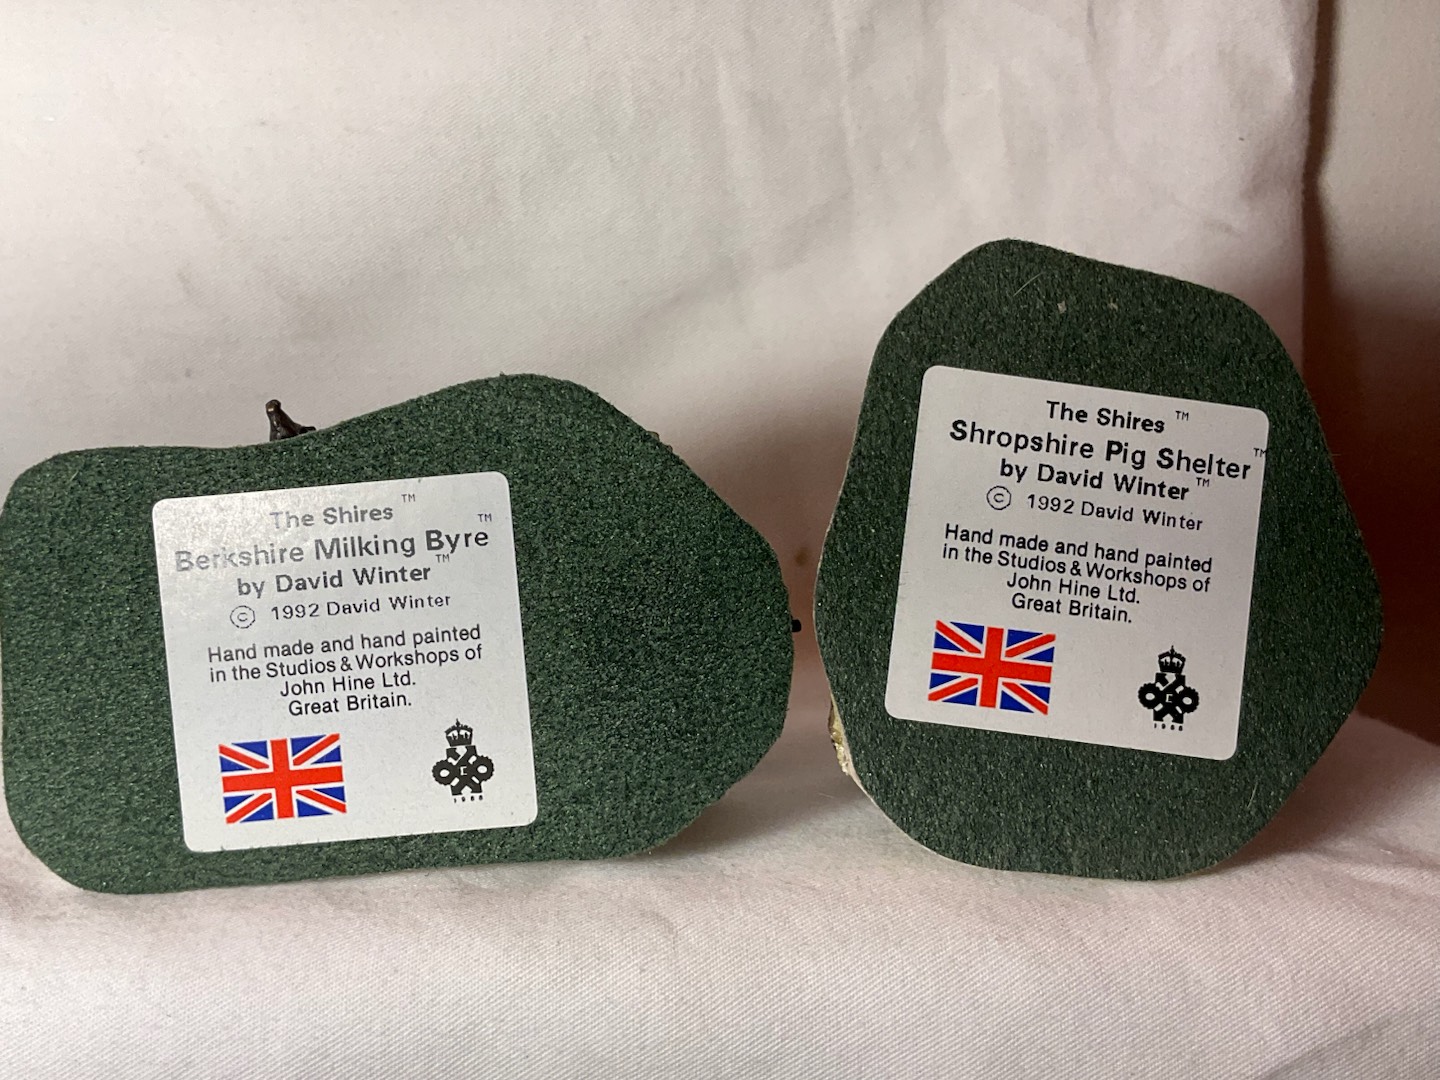 The Shires ™
Berkshire Milking Byre ™
by David Winter ™
© 1992 David Winter
Hand made and hand painted
in the Studios & Workshops of
John Hine Ltd.
Great Britain.
1988
The Shires ™
Shropshire Pig Shelter ™
by David Winter ™
© 1992 David Winter
Hand made and hand painted
in the Studios & Workshops of
John Hine Ltd.
Great Britain.
1988